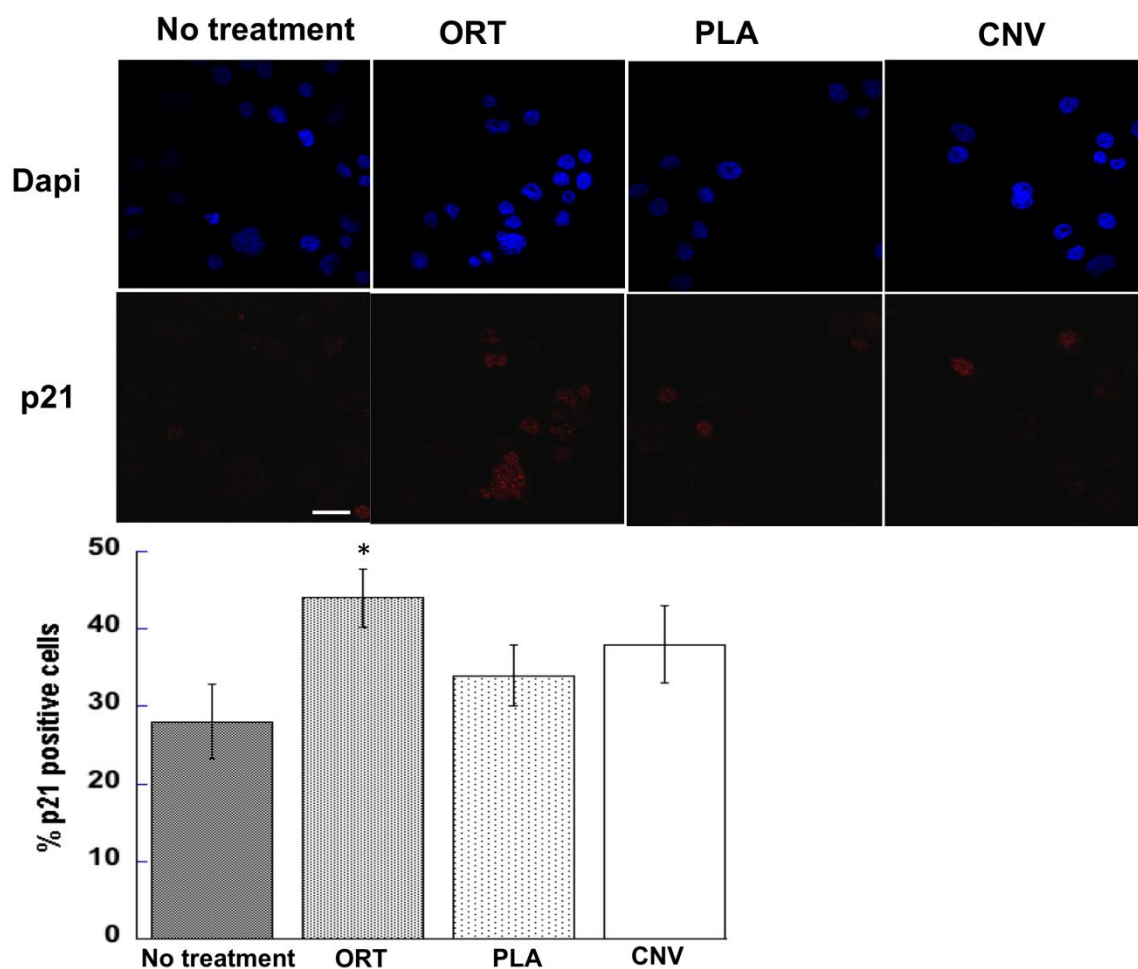 No treatment ORT PLA CNV
Dapi
p21
*
50
40
30
20
10
0
% p21 positive cells
No treatment ORT PLA CNV